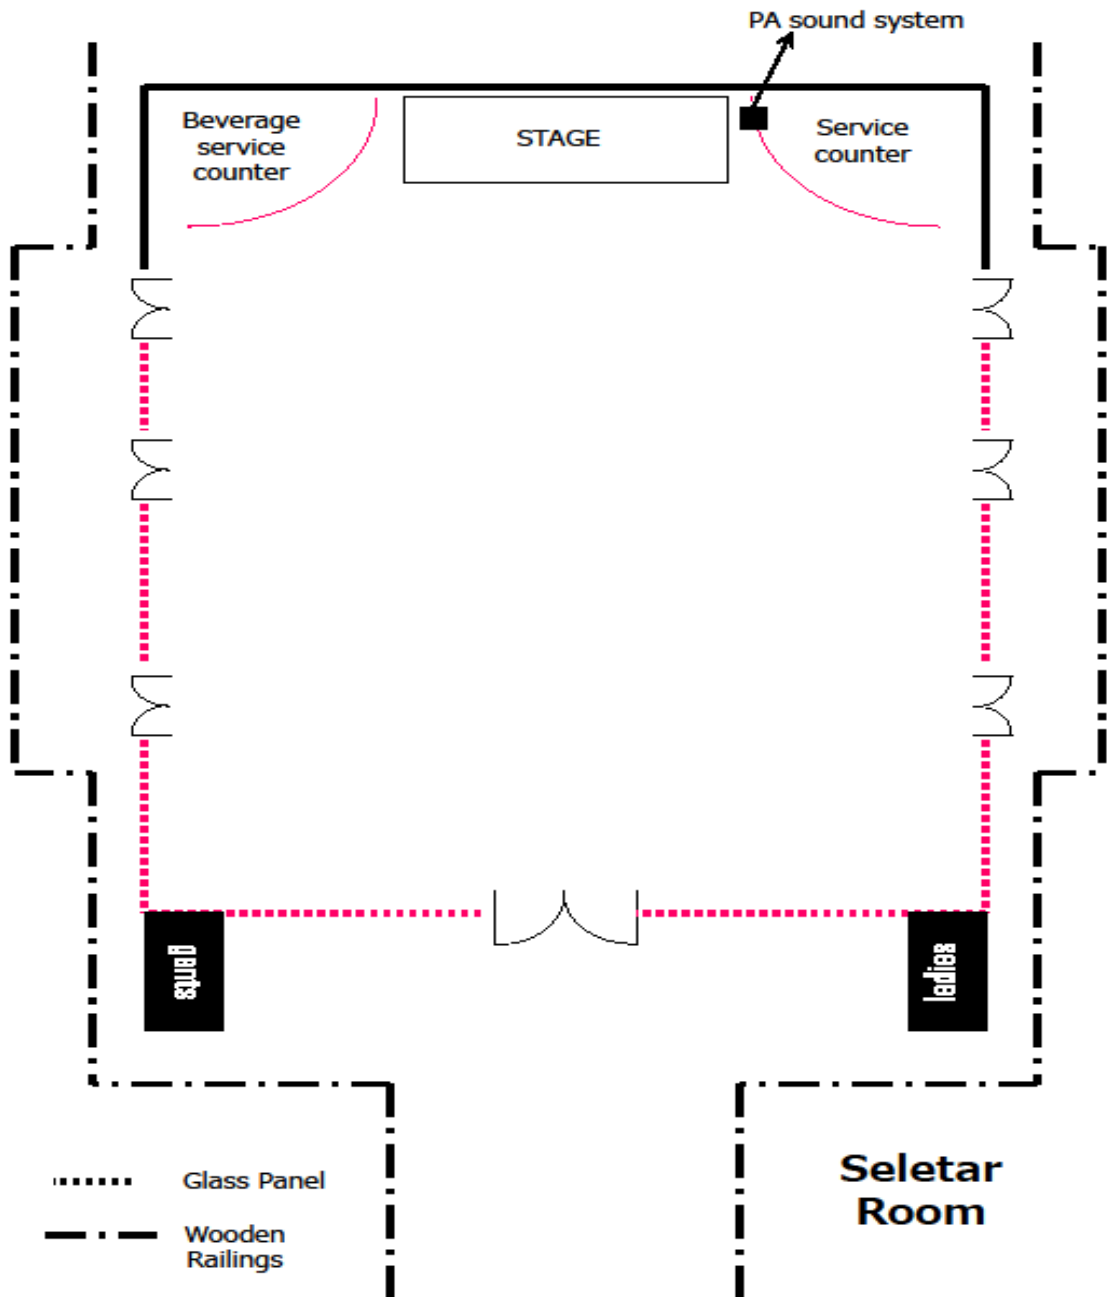 PA sound system
Beverage
service
counter
STAGE
Service
counter
gents
ladies
Glass Panel
Wooden
Railings
Seletar
Room